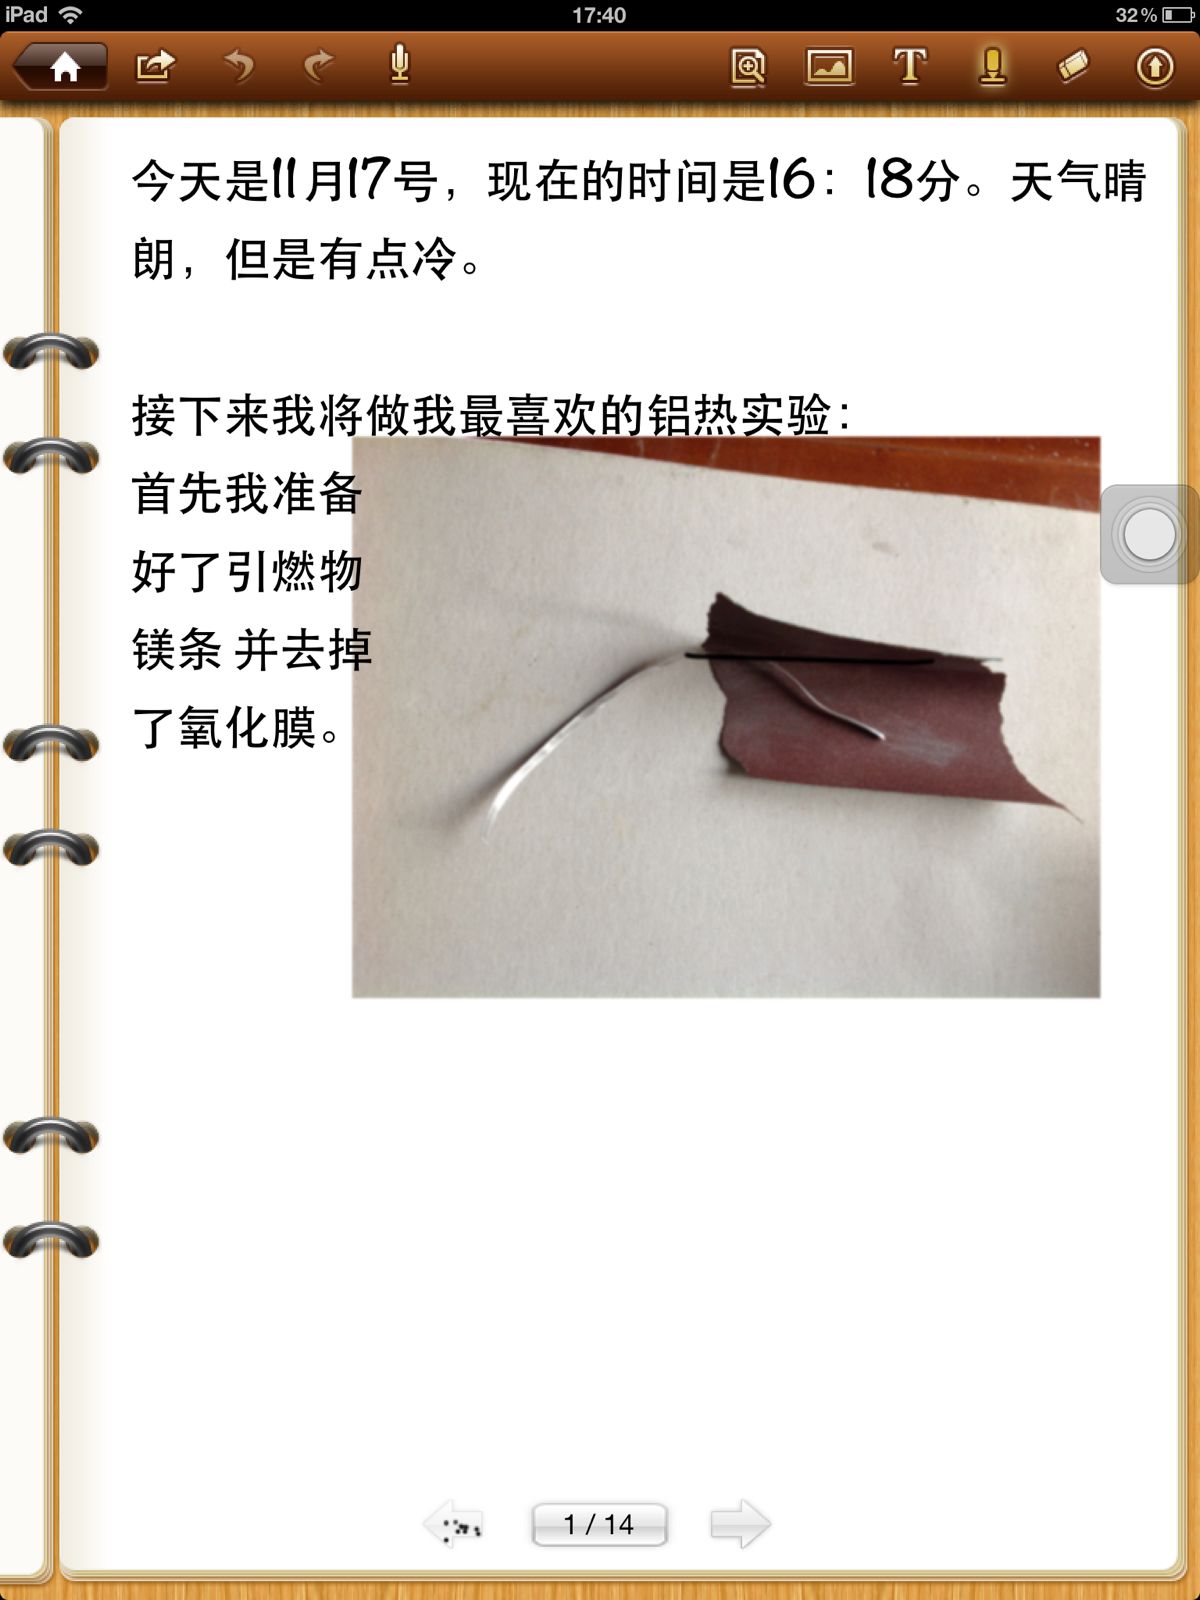 iPad 17:40 32%
T
今天是11月17号，现在的时间是16：18分。天气晴
朗，但是有点冷。
接下来我将做我最喜欢的铝热实验：
首先我准备
好了引燃物
镁条 并去掉
了氧化膜。
1 / 14